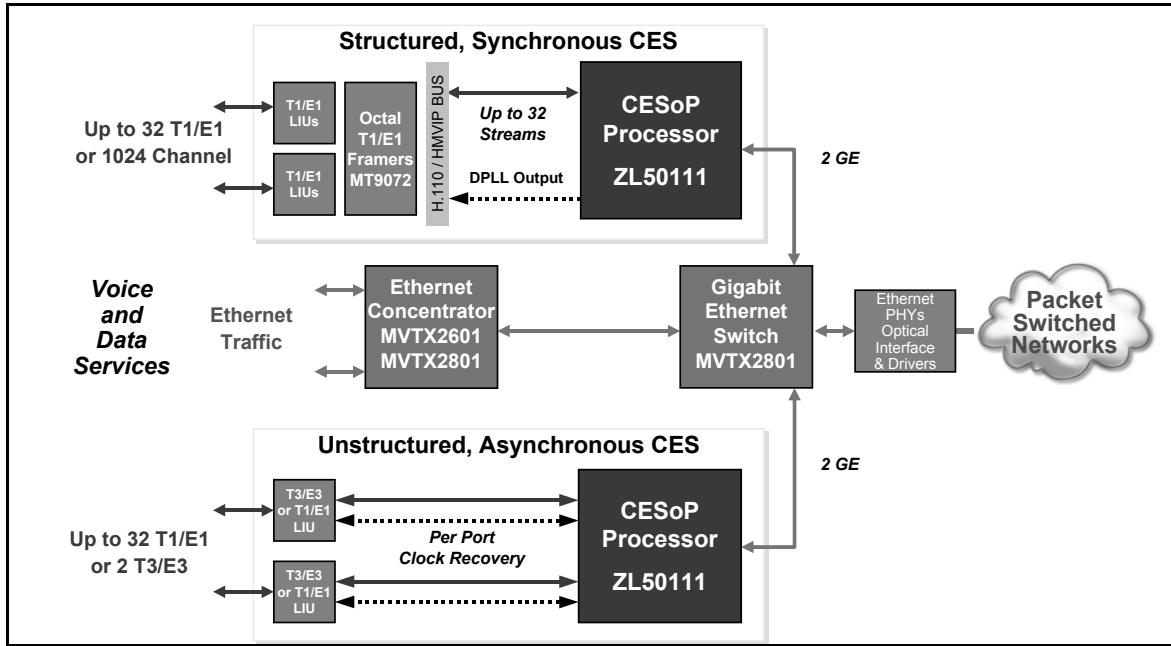 Structured, Synchronous CES
Up to 32 T1/E1
or 1024 Channel
T1/E1
LIUs
T1/E1
LIUs
Octal
T1/E1
Framers
MT9072
H.110 / HMVIP BUS
Up to 32
Streams
DPLL Output
CESoP
Processor
ZL50111
2 GE
Voice
and
Data
Services
Ethernet
Traffic
Ethernet
Concentrator
MVTX2601
MVTX2801
Gigabit
Ethernet
Switch
MVTX2801
Ethernet
PHYs
Optical
Interface
& Drivers
Packet
Switched
Networks
Unstructured, Asynchronous CES
2 GE
Up to 32 T1/E1
or 2 T3/E3
T3/E3
or T1/E1
LIU
T3/E3
or T1/E1
LIU
Per Port
Clock Recovery
CESoP
Processor
ZL50111